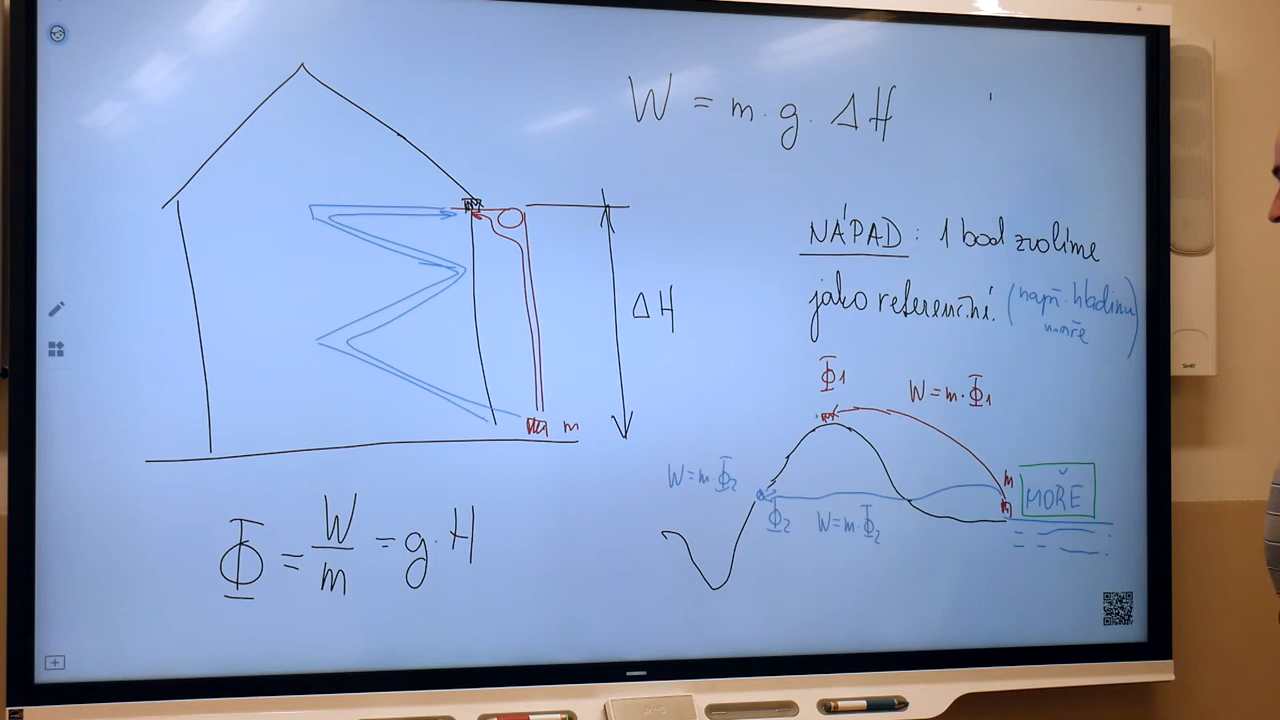 W = m·g·ΔH
ΔH
m
NÁPAD: 1 bod zvolíme
jako referenční. (např. hladinu
moře)
Φ = W/m = g·H
Φ1
W=m·Φ1
W=m·Φ2
Φ2
W=m·Φ2
m
MOŘE